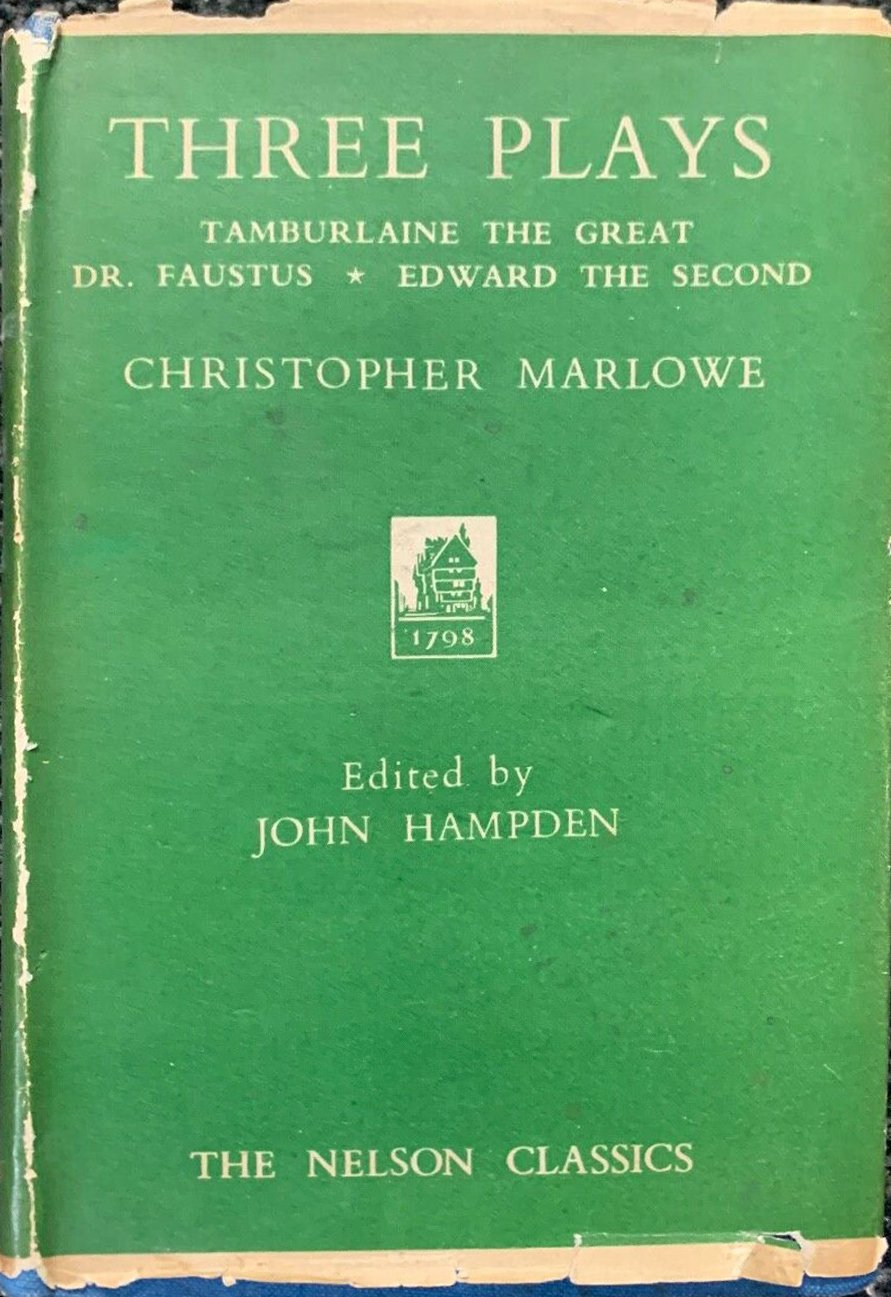 THREE PLAYS
TAMBURLAINE THE GREAT
DR. FAUSTUS ★ EDWARD THE SECOND
CHRISTOPHER MARLOWE
1798
Edited by
JOHN HAMPDEN
THE NELSON CLASSICS